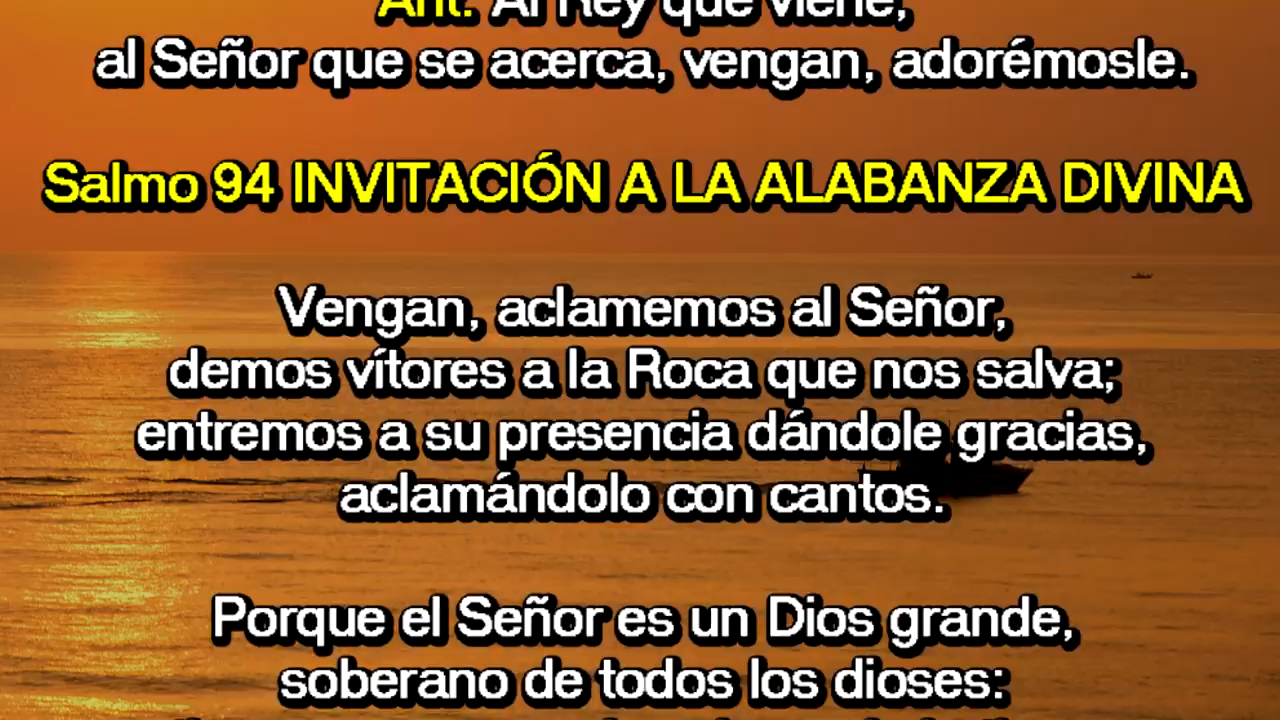 Ant. Al Rey que viene,
al Señor que se acerca, vengan, adorémosle.
Salmo 94 INVITACIÓN A LA ALABANZA DIVINA
Vengan, aclamemos al Señor,
demos vítores a la Roca que nos salva;
entremos a su presencia dándole gracias,
aclamándolo con cantos.
Porque el Señor es un Dios grande,
soberano de todos los dioses: